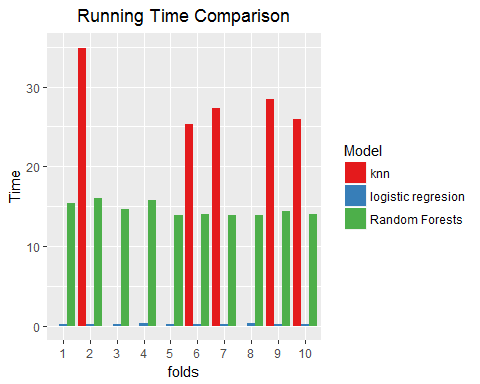 Running Time Comparison
Time
30
20
10
0
1 2 3 4 5 6 7 8 9 10
folds
Model
knn
logistic regresion
Random Forests